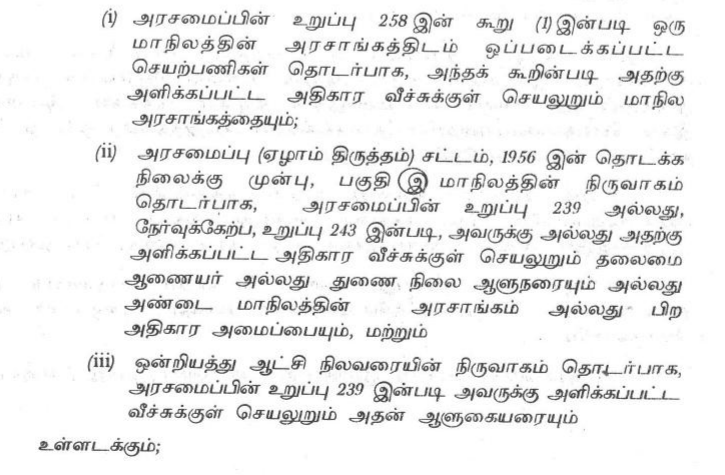 (i) அரசமைப்பின் உறுப்பு 258 இன் கூறு (1)இன்படி ஒரு
மாநிலத்தின் அரசாங்கத்திடம் ஒப்படைக்கப்பட்ட
செயற்பணிகள் தொடர்பாக, அந்தக் கூறின்படி அதற்கு
அளிக்கப்பட்ட அதிகார வீச்சுக்குள் செயலுறும் மாநில
அரசாங்கத்தையும்;
(ii) அரசமைப்பு (ஏழாம் திருத்தம்) சட்டம், 1956 இன் தொடக்க
நிலைக்கு முன்பு, பகுதி இ மாநிலத்தின் நிருவாகம்
தொடர்பாக, அரசமைப்பின் உறுப்பு 239 அல்லது,
நேர்வுக்கேற்ப, உறுப்பு 243 இன்படி, அவருக்கு அல்லது அதற்கு
அளிக்கப்பட்ட அதிகார வீச்சுக்குள் செயலுறும் தலைமை
ஆணையர் அல்லது துணை நிலை ஆளுநரையும் அல்லது
அண்டை மாநிலத்தின் அரசாங்கம் அல்லது பிற
அதிகார அமைப்பையும், மற்றும்
(iii) ஒன்றியத்து ஆட்சி நிலவரையின் நிருவாகம் தொடர்பாக,
அரசமைப்பின் உறுப்பு 239 இன்படி அவருக்கு அளிக்கப்பட்ட
வீச்சுக்குள் செயலுறும் அதன் ஆளுகையரையும்
உள்ளடக்கும்;